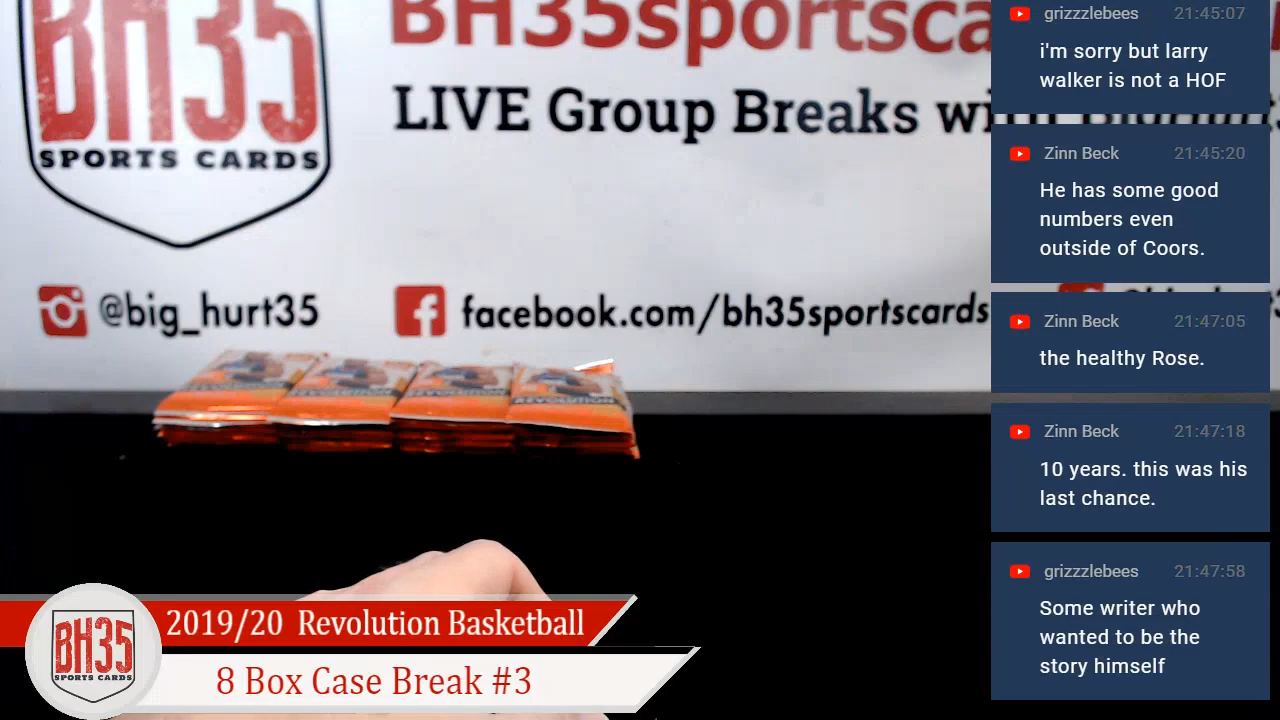 BH35
SPORTS CARDS
BH35sportsca
LIVE Group Breaks wi
@big_hurt35
facebook.com/bh35sportscards
REVOLUTION
grizzzlebees 21:45:07
i'm sorry but larry
walker is not a HOF
Zinn Beck 21:45:20
He has some good
numbers even
outside of Coors.
Zinn Beck 21:47:05
the healthy Rose.
Zinn Beck 21:47:18
10 years. this was his
last chance.
grizzzlebees 21:47:58
Some writer who
wanted to be the
story himself
BH35
SPORTS CARDS
2019/20 Revolution Basketball
8 Box Case Break #3